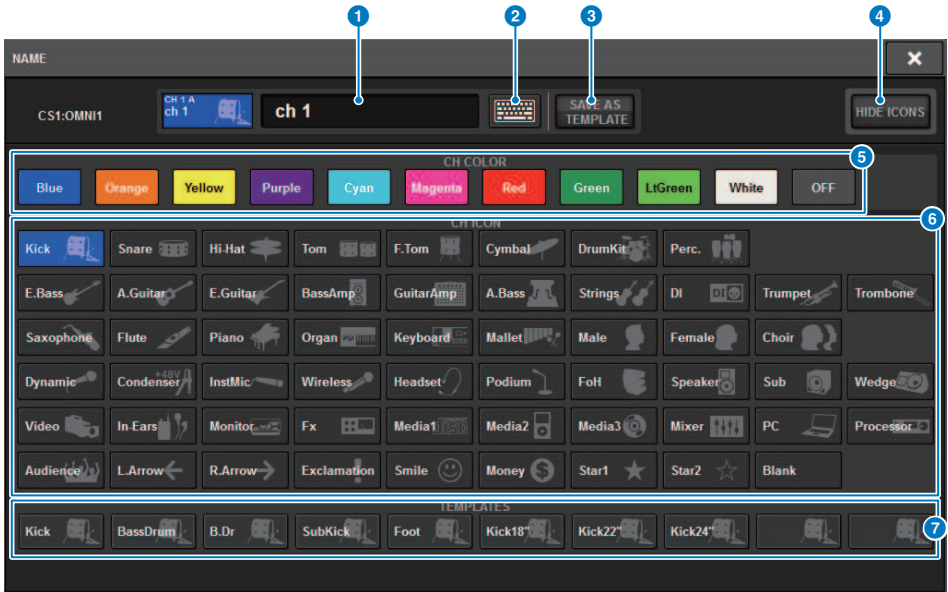 1 2 3 4
NAME
CS1:OMNI1
CH 1 A
ch 1
ch 1
SAVE AS
TEMPLATE
HIDE ICONS
CH COLOR
5
Blue Orange Yellow Purple Cyan Magenta Red Green LtGreen White OFF
CH ICON
6
Kick Snare Hi-Hat Tom F.Tom Cymbal DrumKit Perc.
E.Bass A.Guitar E.Guitar BassAmp GuitarAmp A.Bass Strings DI DI Trumpet Trombone
Saxophone Flute Piano Organ Keyboard Mallet Male Female Choir
Dynamic Condenser +48V InstMic Wireless Headset Podium FoH Speaker Sub Wedge
Video In-Ears Monitor Fx Media1 Media2 Media3 Mixer PC Processor
Audience L.Arrow R.Arrow Exclamation Smile Money $ Star1 Star2 Blank
TEMPLATES
Kick BassDrum B.Dr SubKick Foot Kick18" Kick22" Kick24"
7